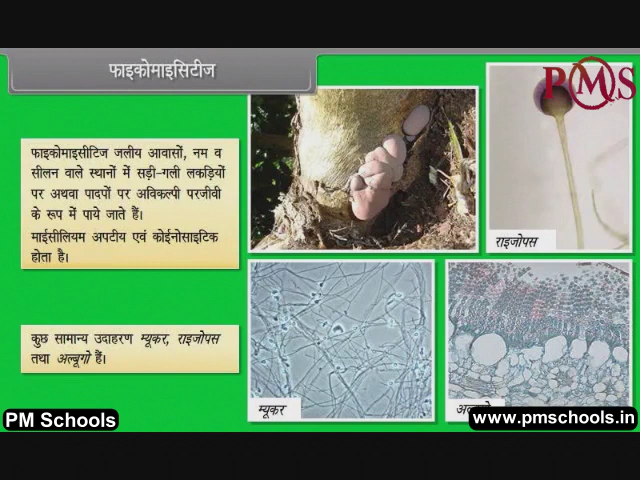 फाइकोमाइसिटीज
PMS
फाइकोमाइसीटिज जलीय आवासों, नम व
सीलन वाले स्थानों में सड़ी-गली लकड़ियों
पर अथवा पादपों पर अविकल्पी परजीवी
के रूप में पाये जाते हैं।
माईसीलियम अपटीय एवं कोईनोसाइटिक
होता है।
राइजोपस
कुछ सामान्य उदाहरण म्यूकर, राइजोपस
तथा अल्बूगो हैं।
म्यूकर
PM Schools
www.pmschools.in